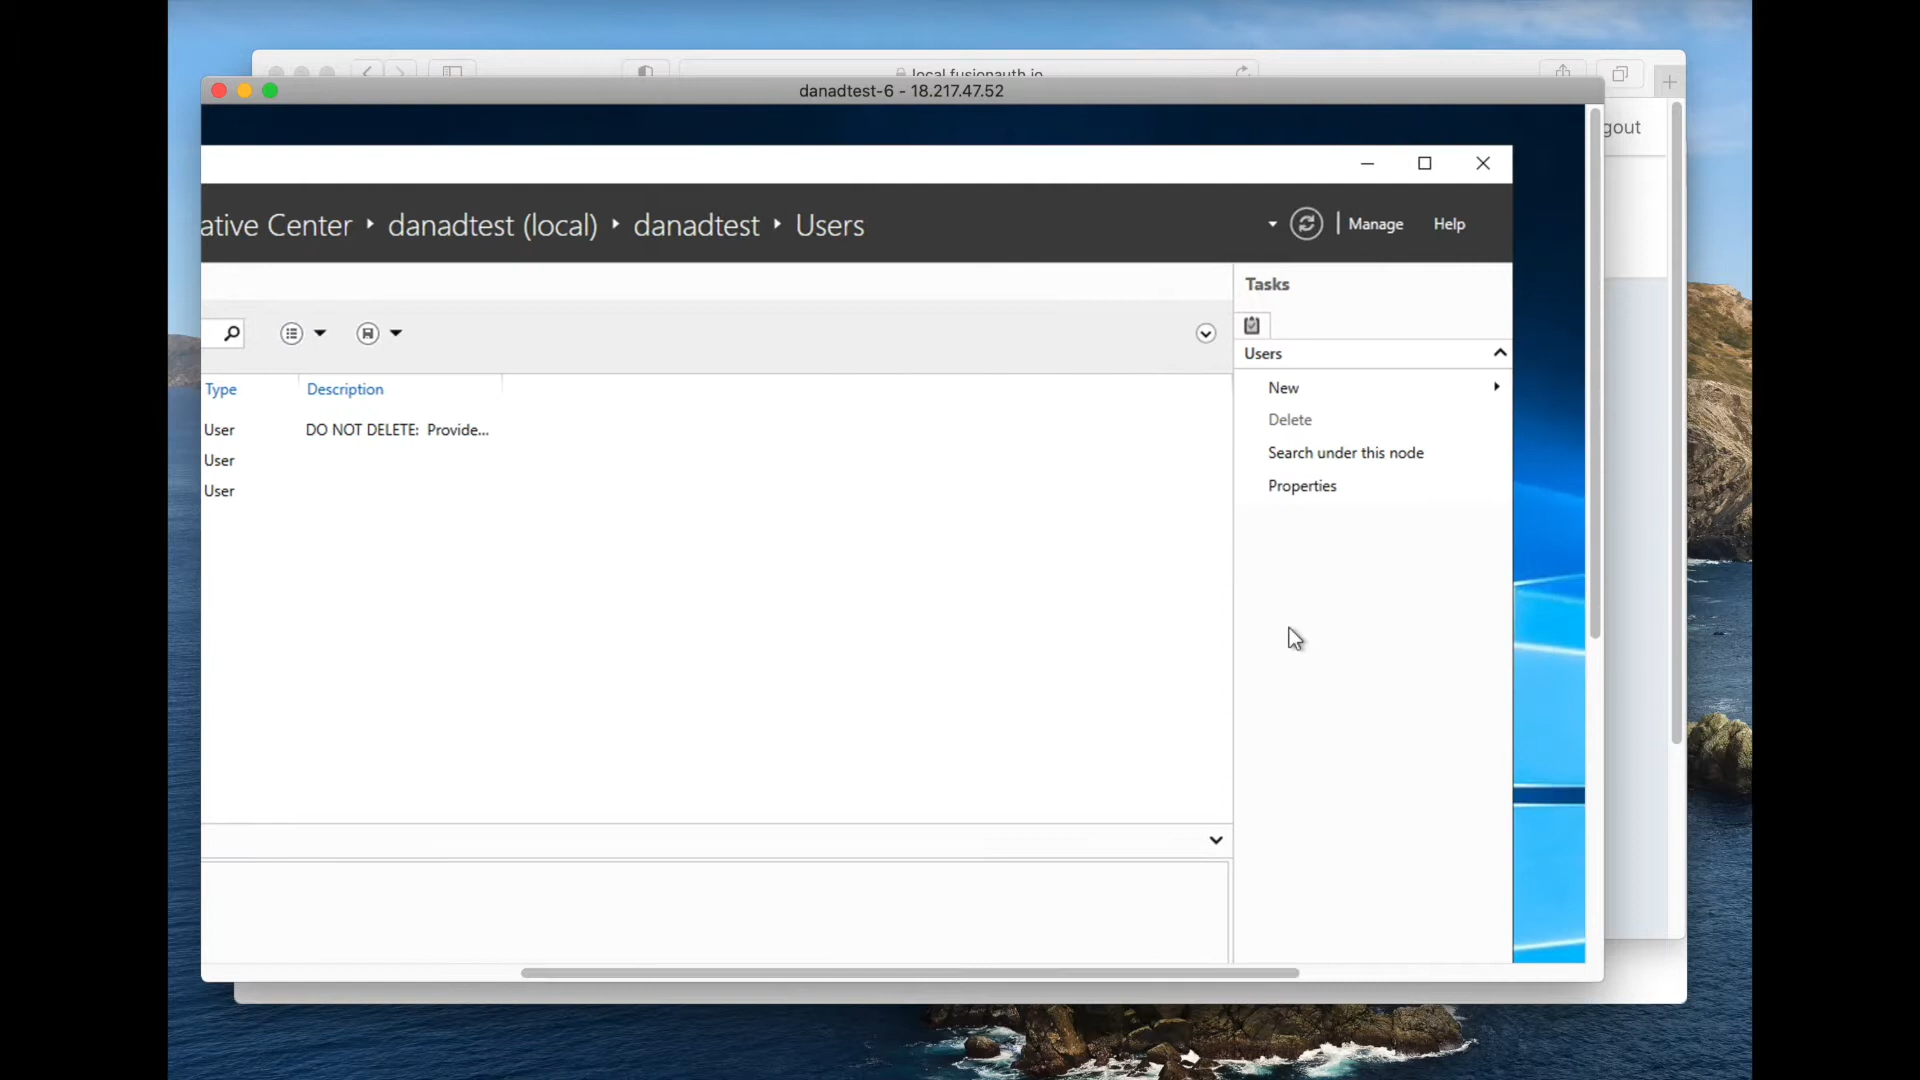 local.fusionauth.io
danadtest-6 - 18.217.47.52
gout
ative Center ‣ danadtest (local) ‣ danadtest ‣ Users
Manage
Help
Tasks
Users
New
Delete
Search under this node
Properties
Type Description
User DO NOT DELETE: Provide...
User
User